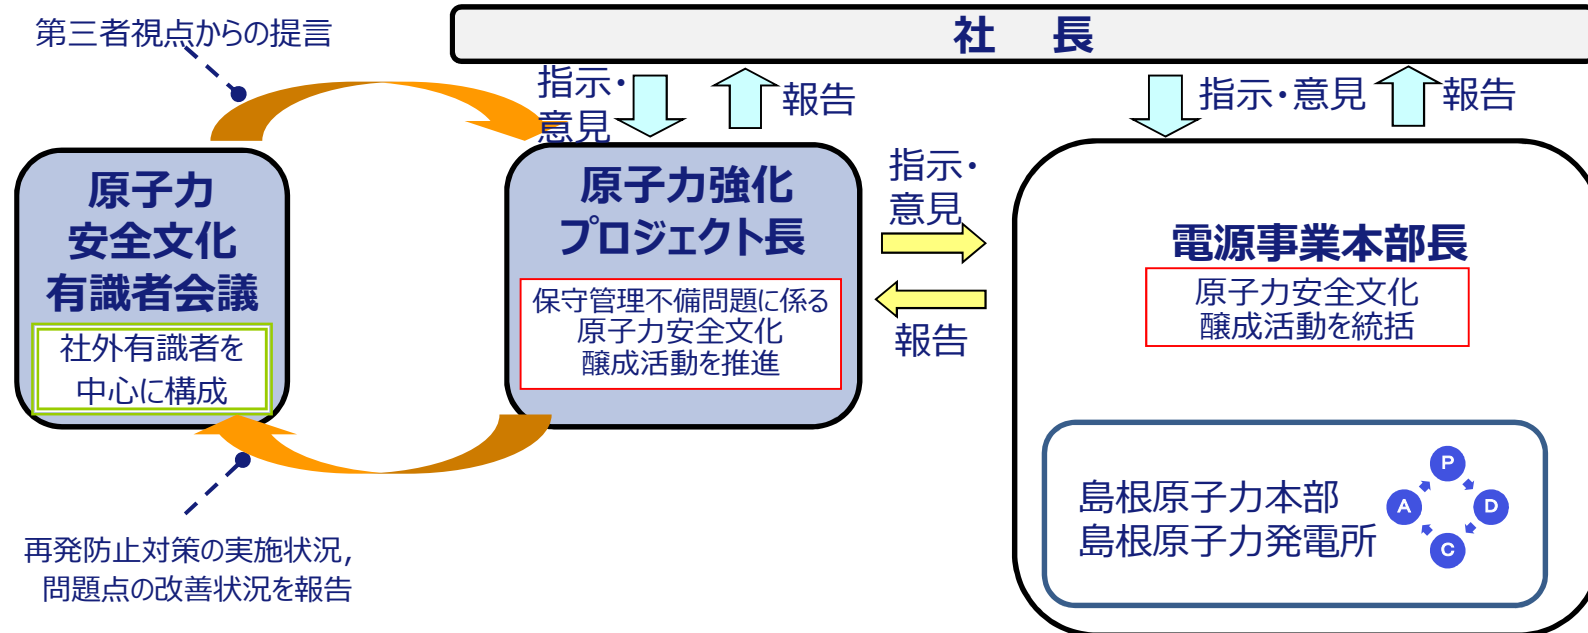 社 長
第三者視点からの提言
指示・
意見
報告
指示・意見
報告
原子力
安全文化
有識者会議
社外有識者を
中心に構成
原子力強化
プロジェクト長
保守管理不備問題に係る
原子力安全文化
醸成活動を推進
指示・
意見
報告
電源事業本部長
原子力安全文化
醸成活動を統括
島根原子力本部
島根原子力発電所
P
D
C
A
再発防止対策の実施状況,
問題点の改善状況を報告